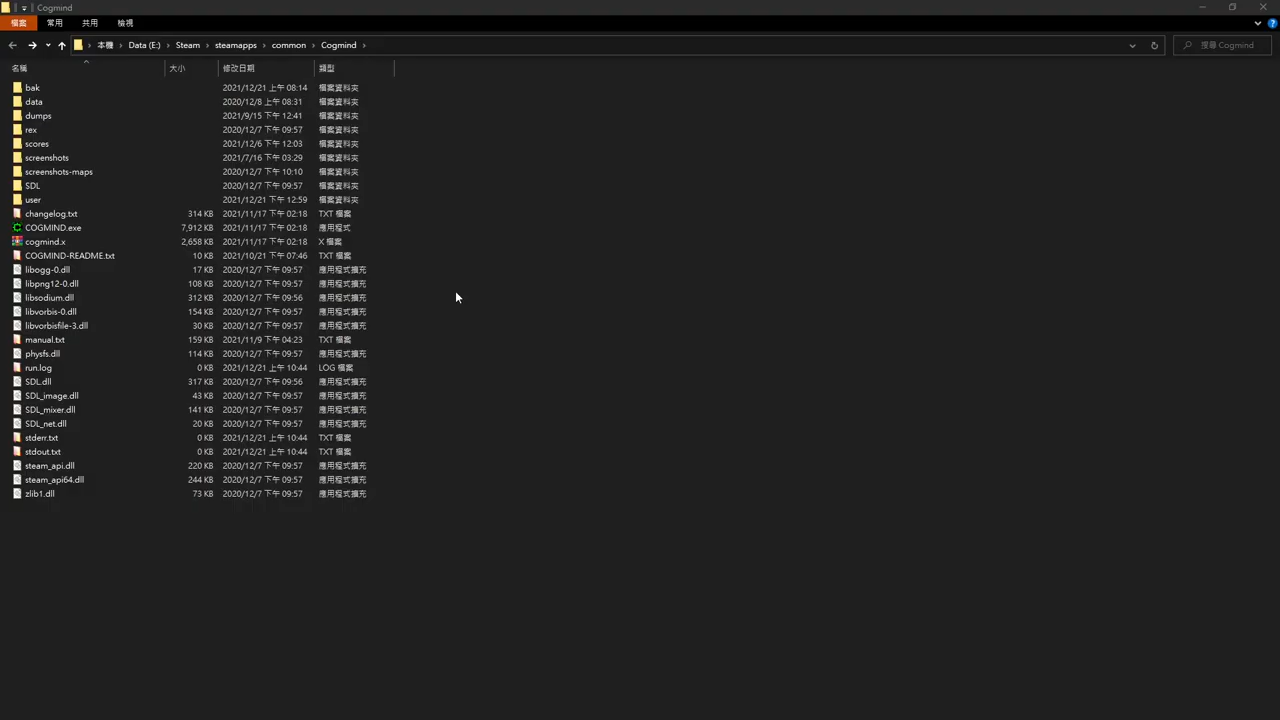 Cogmind
檔案 常用 共用 檢視
本機 Data (E:) Steam steamapps common Cogmind 搜尋 Cogmind
名稱 大小 修改日期 類型
bak 2021/12/21 上午 08:14 檔案資料夾
data 2020/12/8 上午 08:31 檔案資料夾
dumps 2021/9/15 下午 12:41 檔案資料夾
rex 2020/12/7 下午 09:57 檔案資料夾
scores 2021/12/6 下午 12:03 檔案資料夾
screenshots 2021/7/16 下午 03:29 檔案資料夾
screenshots-maps 2020/12/7 下午 10:10 檔案資料夾
SDL 2020/12/7 下午 09:57 檔案資料夾
user 2021/12/21 下午 12:59 檔案資料夾
changelog.txt 314 KB 2021/11/17 下午 02:18 TXT 檔案
COGMIND.exe 7,912 KB 2021/11/17 下午 02:18 應用程式
cogmind.x 2,658 KB 2021/11/17 下午 02:18 X 檔案
COGMIND-README.txt 10 KB 2021/10/21 下午 07:46 TXT 檔案
libogg-0.dll 17 KB 2020/12/7 下午 09:57 應用程式擴充
libpng12-0.dll 108 KB 2020/12/7 下午 09:57 應用程式擴充
libsodium.dll 312 KB 2020/12/7 下午 09:56 應用程式擴充
libvorbis-0.dll 154 KB 2020/12/7 下午 09:57 應用程式擴充
libvorbisfile-3.dll 30 KB 2020/12/7 下午 09:57 應用程式擴充
manual.txt 159 KB 2021/11/9 下午 04:23 TXT 檔案
physfs.dll 114 KB 2020/12/7 下午 09:57 應用程式擴充
run.log 0 KB 2021/12/21 上午 10:44 LOG 檔案
SDL.dll 317 KB 2020/12/7 下午 09:56 應用程式擴充
SDL_image.dll 43 KB 2020/12/7 下午 09:57 應用程式擴充
SDL_mixer.dll 141 KB 2020/12/7 下午 09:57 應用程式擴充
SDL_net.dll 20 KB 2020/12/7 下午 09:57 應用程式擴充
stderr.txt 0 KB 2021/12/21 上午 10:44 TXT 檔案
stdout.txt 0 KB 2021/12/21 上午 10:44 TXT 檔案
steam_api.dll 220 KB 2020/12/7 下午 09:57 應用程式擴充
steam_api64.dll 244 KB 2020/12/7 下午 09:57 應用程式擴充
zlib1.dll 73 KB 2020/12/7 下午 09:57 應用程式擴充